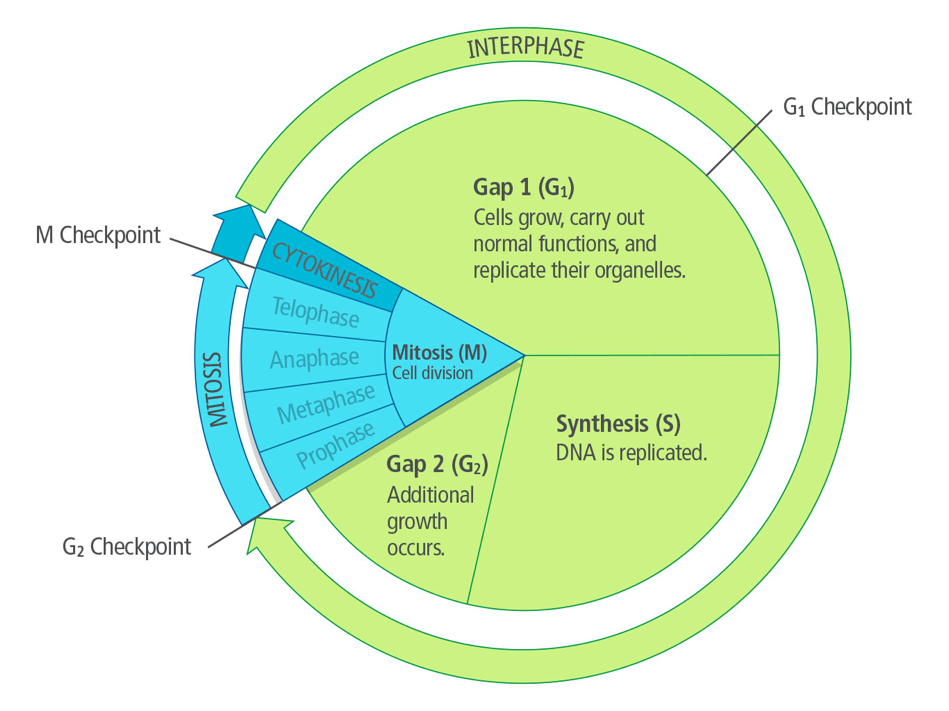 INTERPHASE
G₁ Checkpoint
Gap 1 (G₁)
Cells grow, carry out
normal functions, and
replicate their organelles.
M Checkpoint
CYTOKINESIS
Telophase
Anaphase
Metaphase
Prophase
Mitosis (M)
Cell division
MITOSIS
Synthesis (S)
DNA is replicated.
Gap 2 (G₂)
Additional
growth
occurs.
G₂ Checkpoint